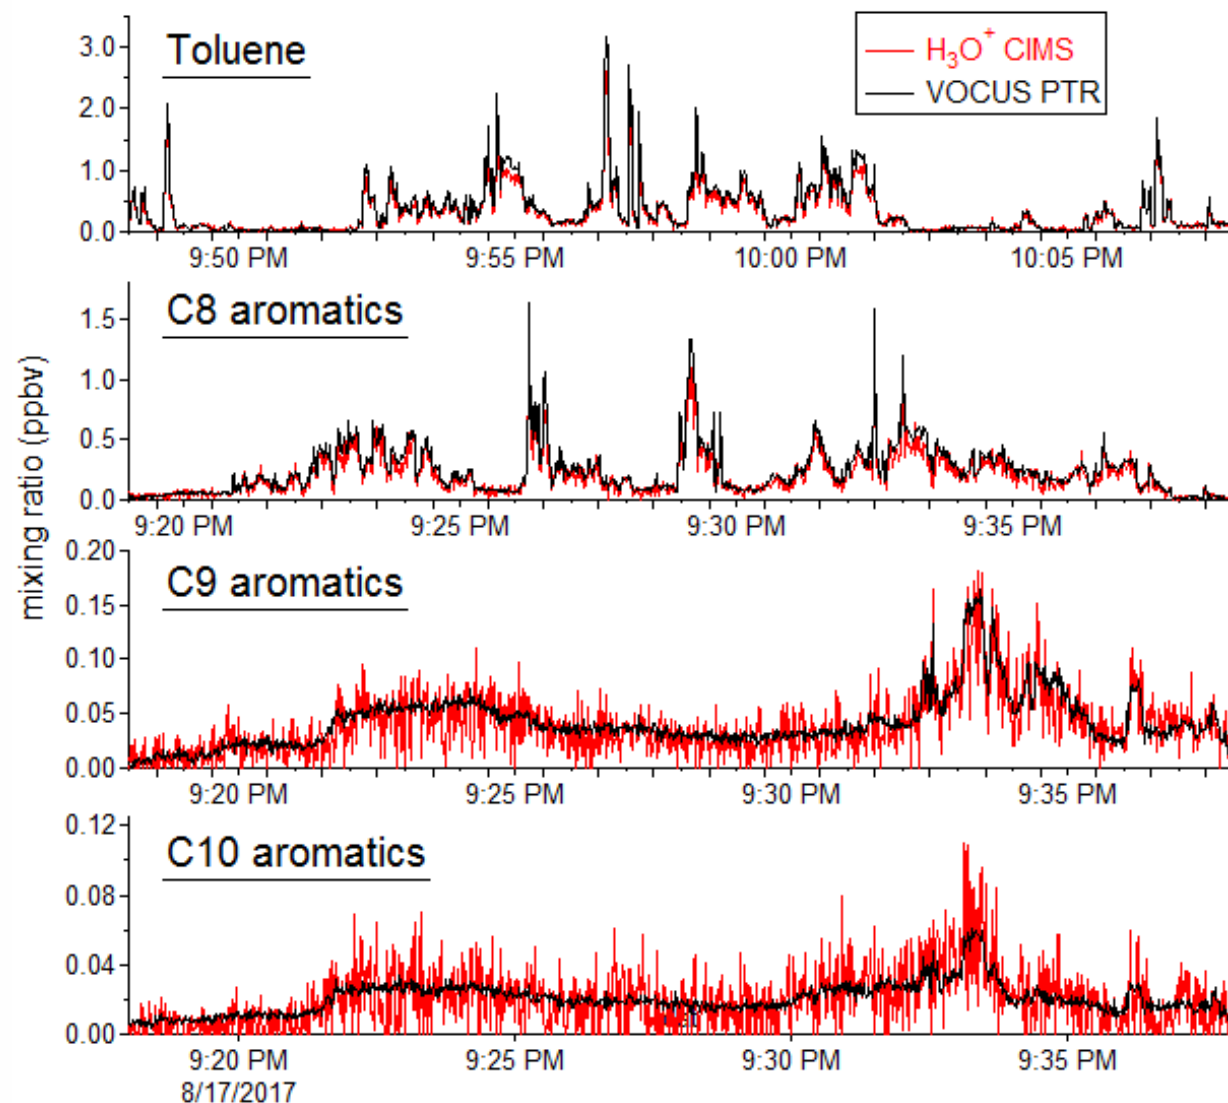 Toluene
H₃O⁺ CIMS
VOCUS PTR
3.0
2.0
1.0
0.0
9:50 PM 9:55 PM 10:00 PM 10:05 PM
mixing ratio (ppbv)
C8 aromatics
1.5
1.0
0.5
0.0
9:20 PM 9:25 PM 9:30 PM 9:35 PM
C9 aromatics
0.20
0.15
0.10
0.05
0.00
9:20 PM 9:25 PM 9:30 PM 9:35 PM
C10 aromatics
0.12
0.08
0.04
0.00
9:20 PM 9:25 PM 9:30 PM 9:35 PM
8/17/2017